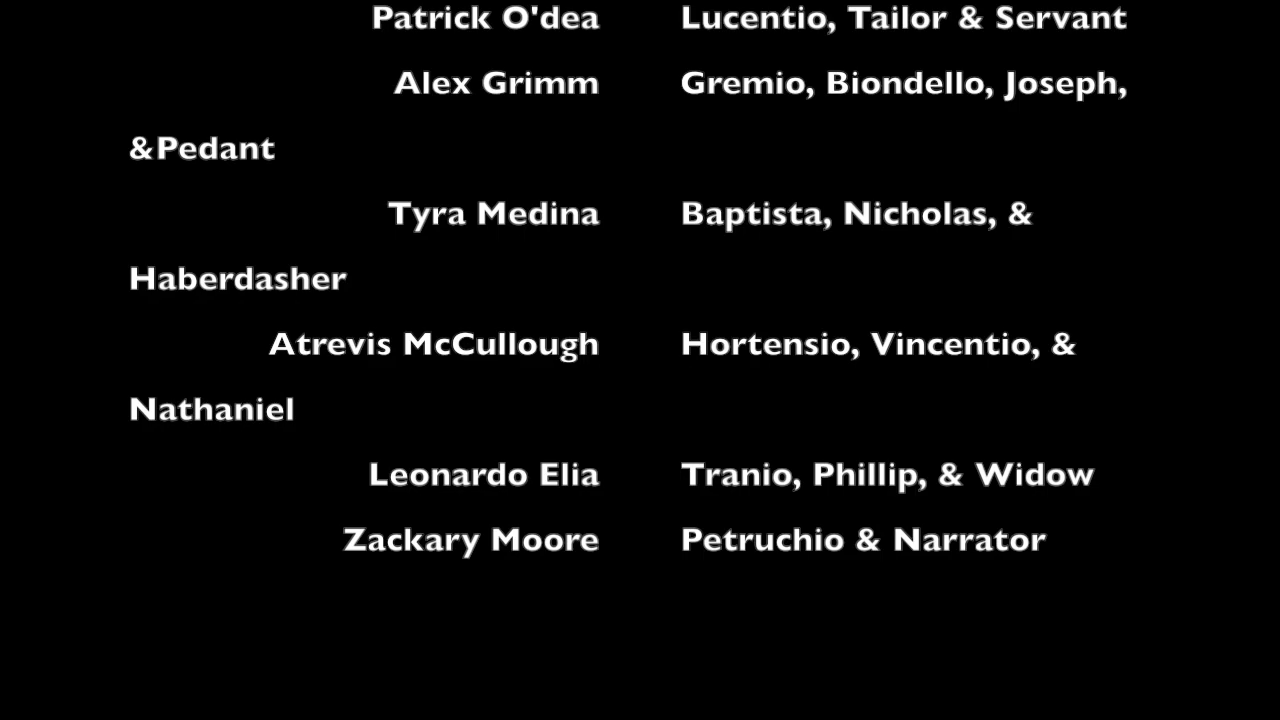 Patrick O'dea Lucentio, Tailor & Servant
Alex Grimm Gremio, Biondello, Joseph,
&Pedant
Tyra Medina Baptista, Nicholas, &
Haberdasher
Atrevis McCullough Hortensio, Vincentio, &
Nathaniel
Leonardo Elia Tranio, Phillip, & Widow
Zackary Moore Petruchio & Narrator